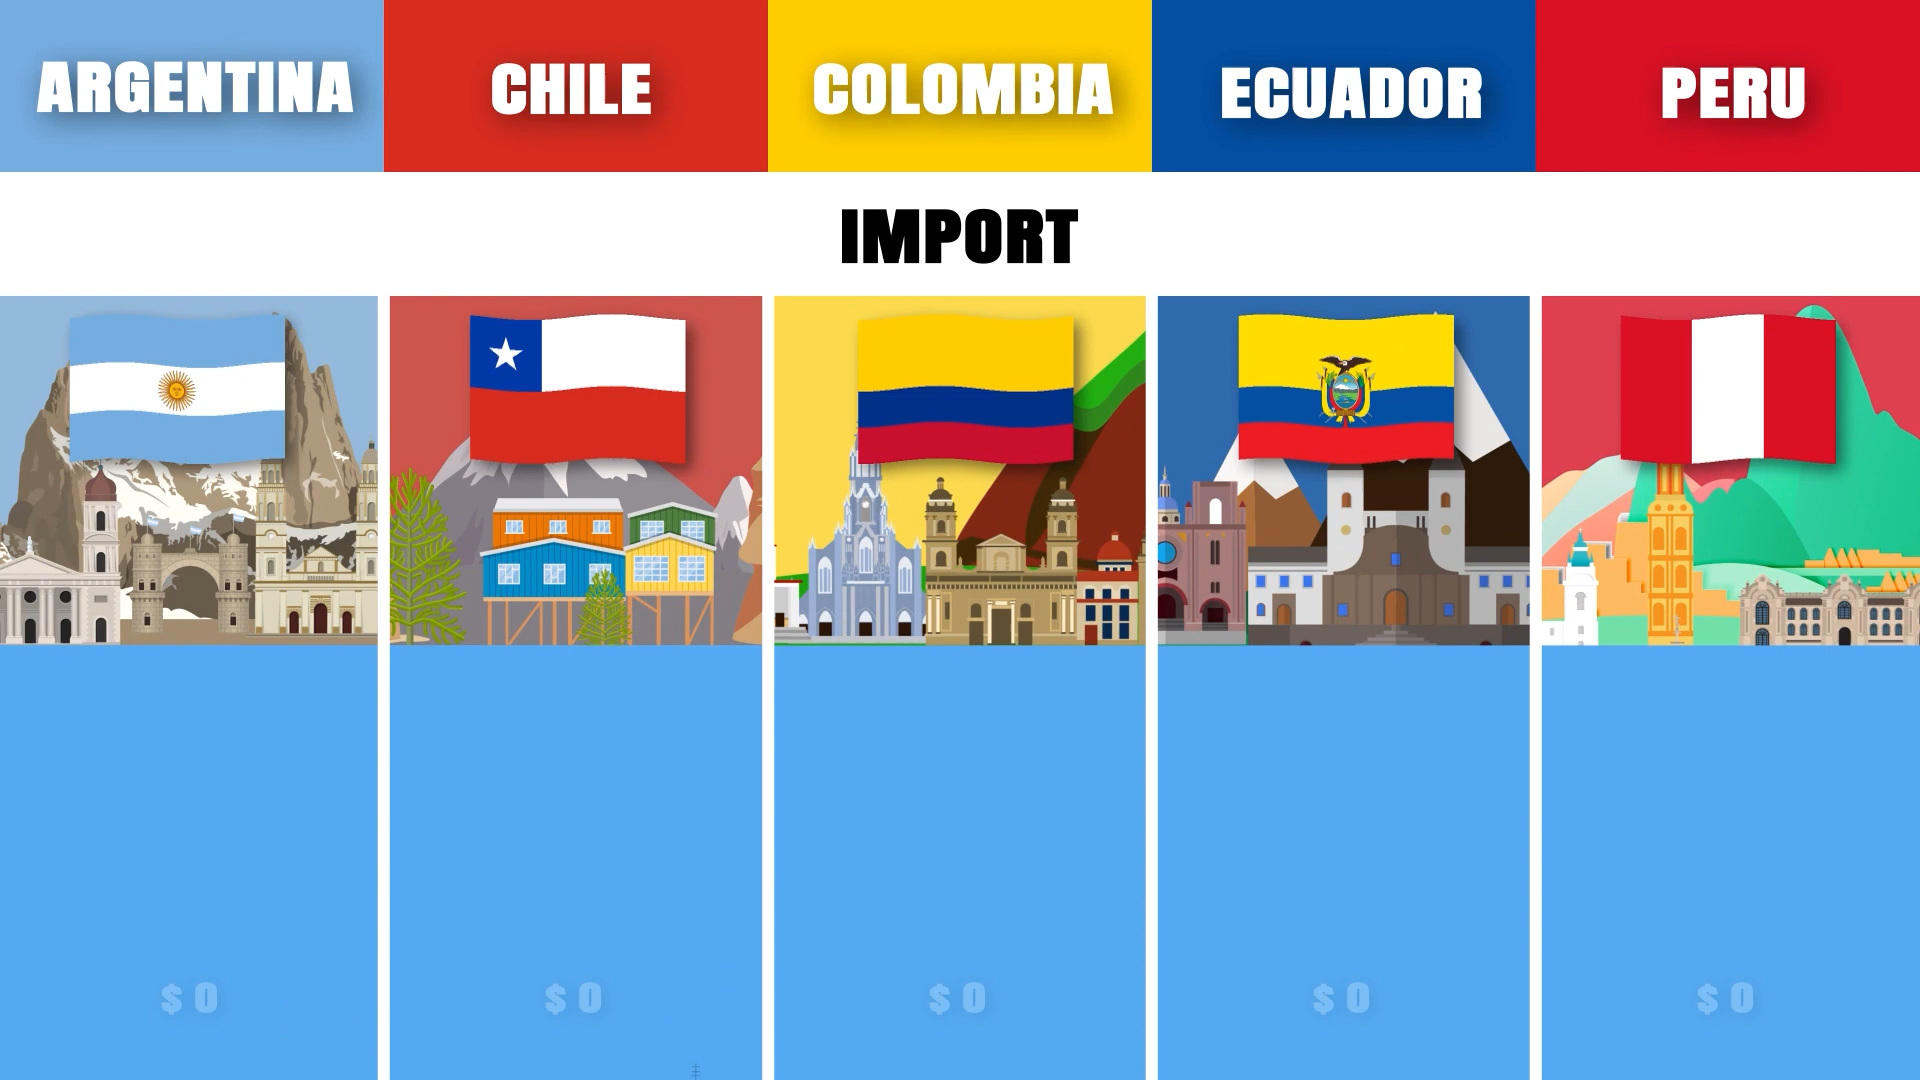 ARGENTINA
CHILE
COLOMBIA
ECUADOR
PERU
IMPORT
$ 0
$ 0
$ 0
$ 0
$ 0